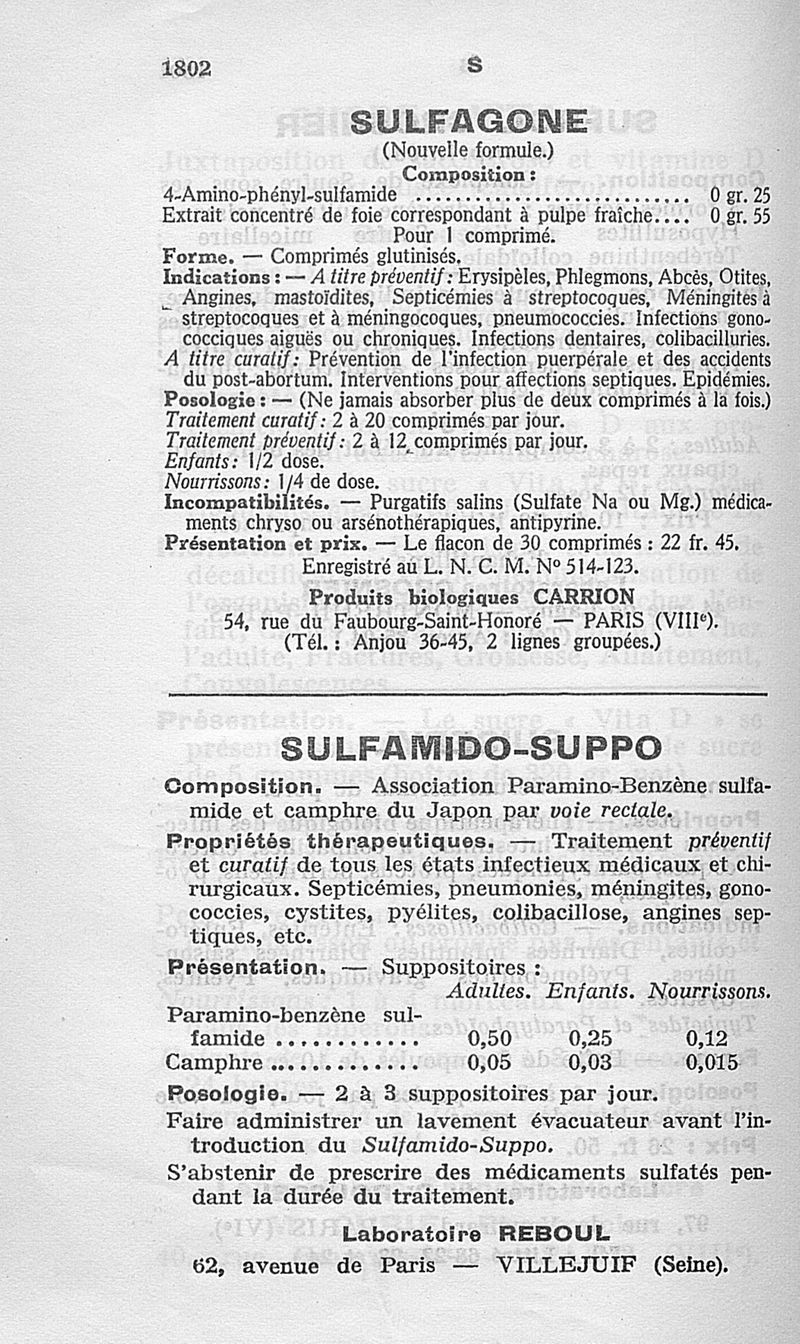 1802
S
SULFAGONE
(Nouvelle formule.)
Composition :
4-Amino-phényl-sulfamide ............................ 0 gr. 25
Extrait concentré de foie correspondant à pulpe fraîche.... 0 gr. 55
Pour 1 comprimé.
Forme. — Comprimés glutinisés.
Indications : — A titre préventif : Erysipèles, Phlegmons, Abcès, Otites,
Angines, mastoïdites, Septicémies à streptocoques, Méningites à
streptocoques et à méningocoques, pneumococcies. Infections gono-
cocciques aiguës ou chroniques. Infections dentaires, colibacilluries.
A titre curatif : Prévention de l'infection puerpérale et des accidents
du post-abortum. Interventions pour affections septiques. Epidémies.
Posologie : — (Ne jamais absorber plus de deux comprimés à la fois.)
Traitement curatif : 2 à 20 comprimés par jour.
Traitement préventif : 2 à 12 comprimés par jour.
Enfants : 1/2 dose.
Nourrissons : 1/4 de dose.
Incompatibilités. — Purgatifs salins (Sulfate Na ou Mg.) médica-
ments chryso ou arsénothérapiques, antipyrine.
Présentation et prix. — Le flacon de 30 comprimés : 22 fr. 45.
Enregistré au L. N. C. M. N° 514-123.
Produits biologiques CARRION
54, rue du Faubourg-Saint-Honoré — PARIS (VIIIe).
(Tél. : Anjou 36-45, 2 lignes groupées.)
SULFAMIDO-SUPPO
Composition. — Association Paramino-Benzène sulfa-
mide et camphre du Japon par voie rectale.
Propriétés thérapeutiques. — Traitement préventif
et curatif de tous les états infectieux médicaux et chi-
rurgicaux. Septicémies, pneumonies, méningites, gono-
coccies, cystites, pyélites, colibacillose, angines sep-
tiques, etc.
Présentation. — Suppositoires :
Adultes. Enfants. Nourrissons.
Paramino-benzène sul-
famide ............ 0,50 0,25 0,12
Camphre .............. 0,05 0,03 0,015
Posologie. — 2 à 3 suppositoires par jour.
Faire administrer un lavement évacuateur avant l'in-
troduction du Sulfamido-Suppo.
S'abstenir de prescrire des médicaments sulfatés pen-
dant la durée du traitement.
Laboratoire REBOUL
62, avenue de Paris — VILLEJUIF (Seine).